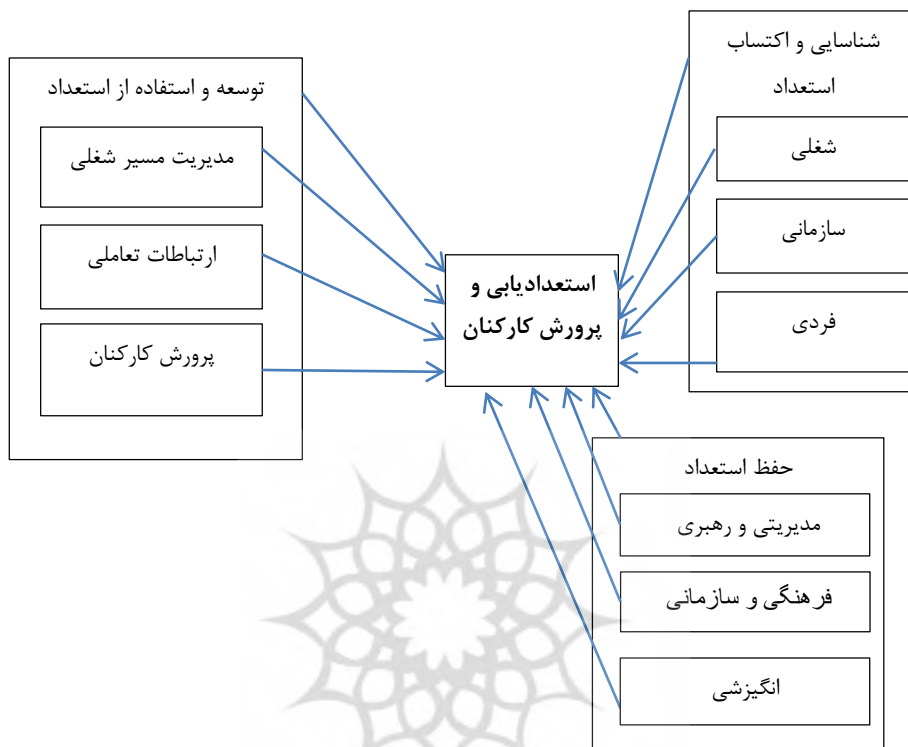 شناسایی و اکتساب
استعداد
شغلی
سازمانی
فردی
توسعه و استفاده از استعداد
مدیریت مسیر شغلی
ارتباطات تعاملی
پرورش کارکنان
استعدادیابی و
پرورش کارکنان
حفظ استعداد
مدیریتی و رهبری
فرهنگی و سازمانی
انگیزشی